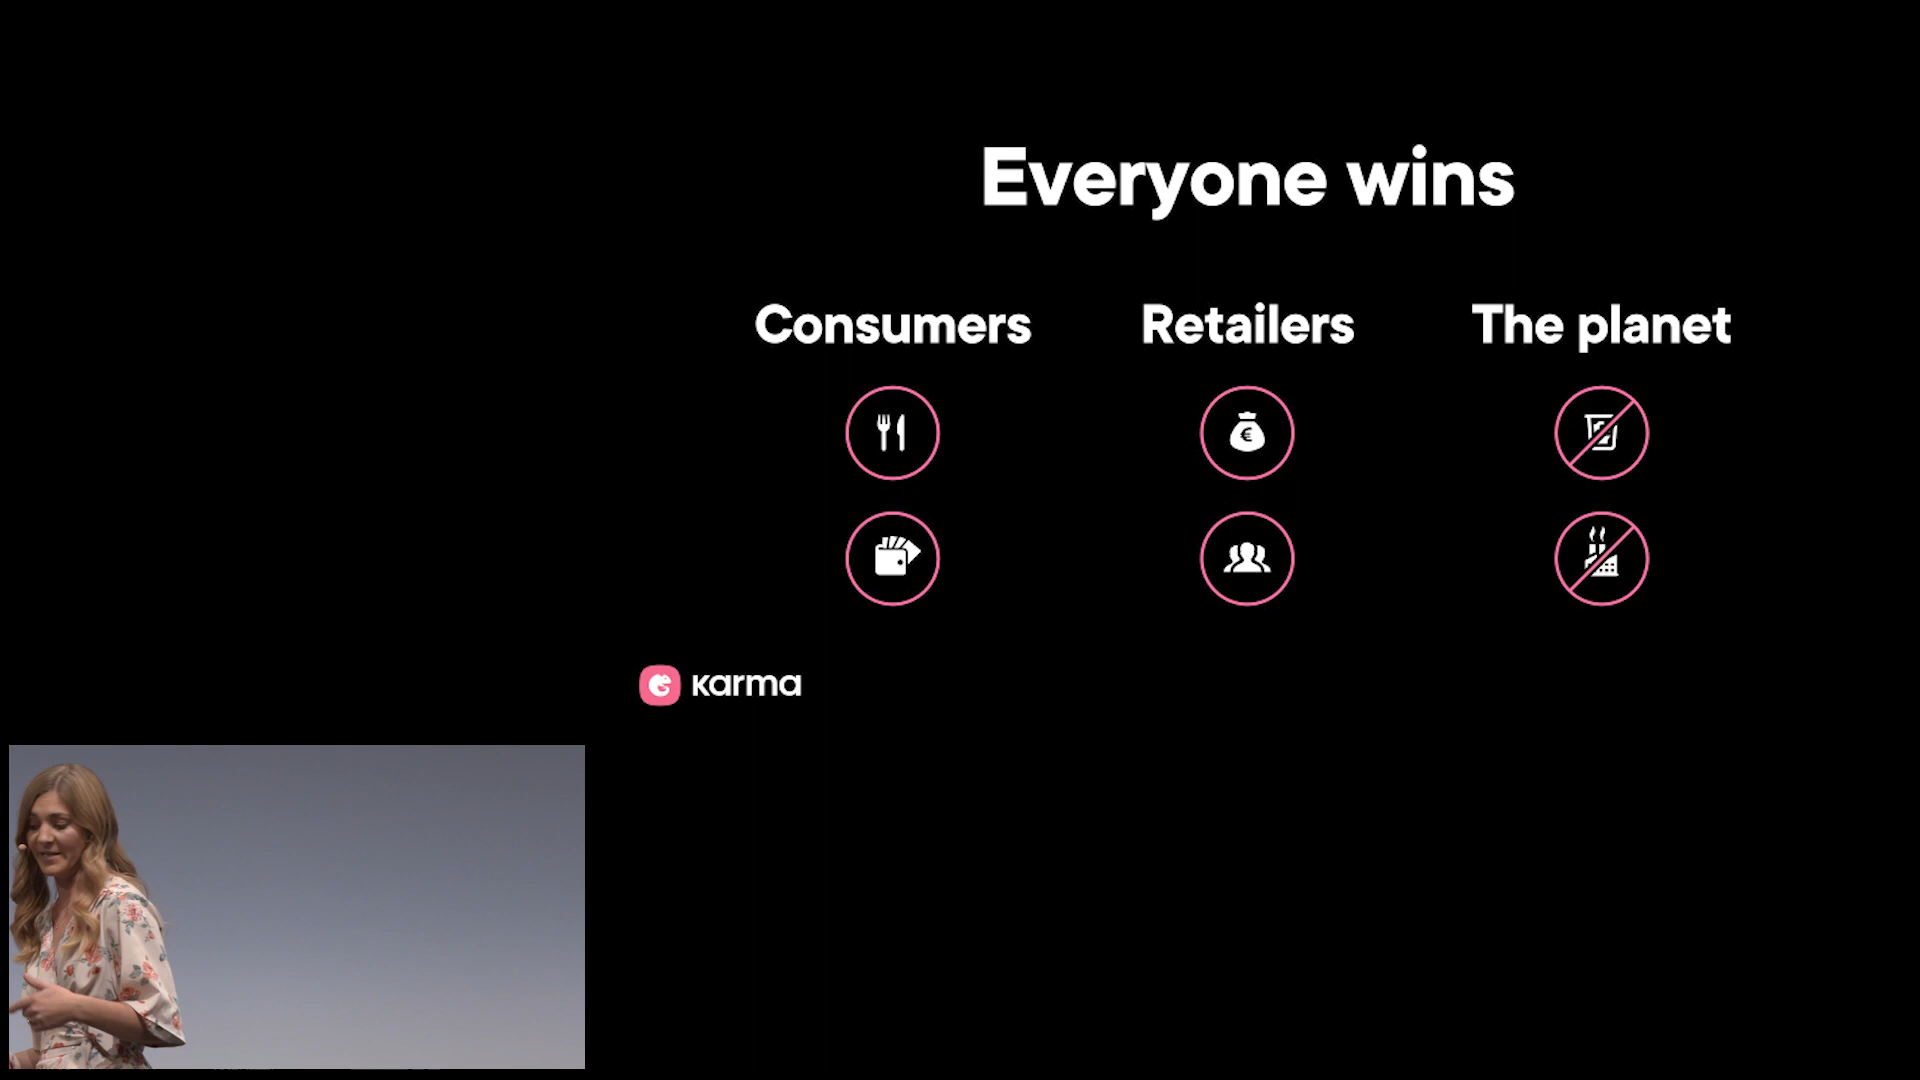 Everyone wins
Consumers
Retailers
The planet
€
karma